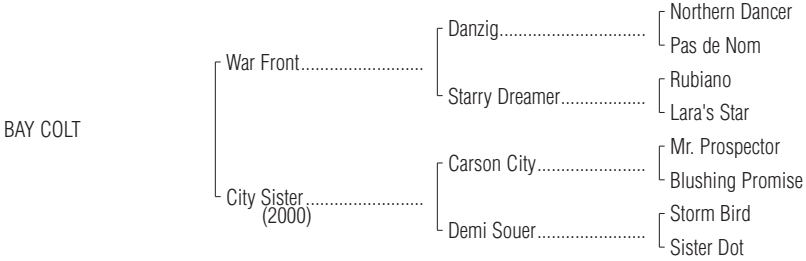 Northern Dancer
Danzig..............................
Pas de Nom
War Front.........................
Rubiano
Starry Dreamer..................
Lara's Star
BAY COLT
Mr. Prospector
Carson City.......................
Blushing Promise
City Sister........................
(2000)
Storm Bird
Demi Souer.......................
Sister Dot